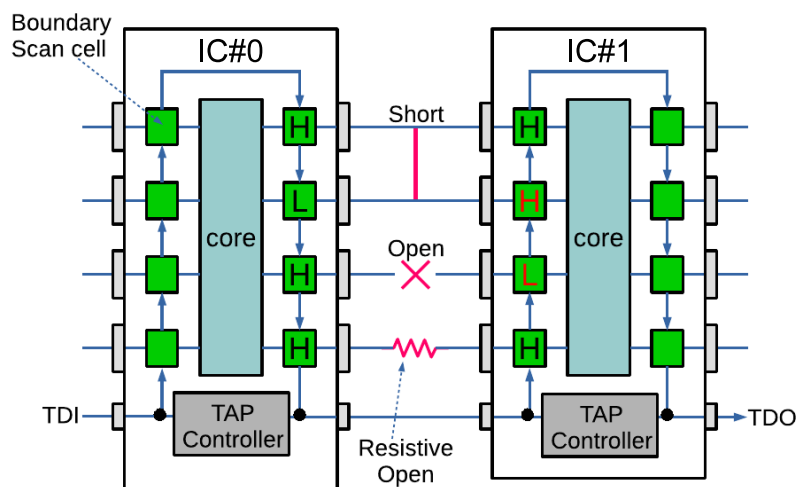 Boundary
Scan cell
IC#0
IC#1
H
Short
H
L
H
core
core
H
Open
L
H
H
TDI
TAP
Controller
Resistive
Open
TAP
Controller
TDO